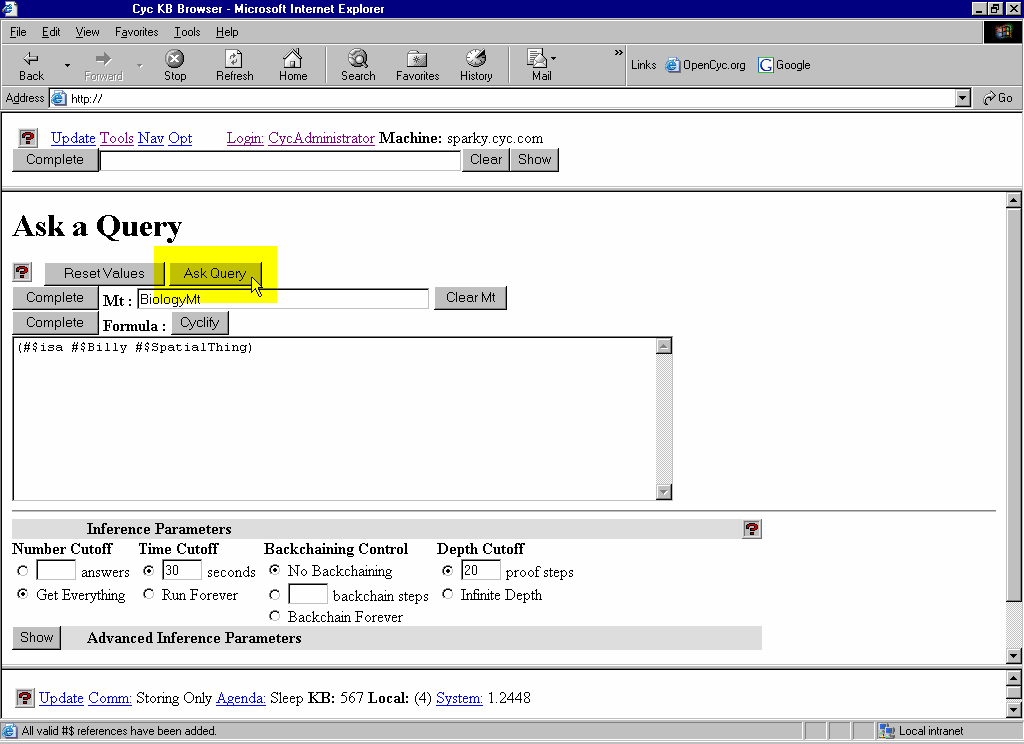 Cyc KB Browser - Microsoft Internet Explorer
File Edit View Favorites Tools Help
Back Forward Stop Refresh Home Search Favorites History Mail » Links OpenCyc.org Google
Address http:// Go
? Update Tools Nav Opt Login: CycAdministrator Machine: sparky.cyc.com
Complete Clear Show
Ask a Query
? Reset Values Ask Query
Complete Mt : BiologyMt Clear Mt
Complete Formula : Cyclify
(#$isa #$Billy #$SpatialThing)
Inference Parameters ?
Number Cutoff Time Cutoff Backchaining Control Depth Cutoff
answers 30 seconds No Backchaining 20 proof steps
Get Everything Run Forever backchain steps Infinite Depth
Backchain Forever
Show Advanced Inference Parameters
? Update Comm: Storing Only Agenda: Sleep KB: 567 Local: (4) System: 1.2448
All valid #$ references have been added. Local intranet